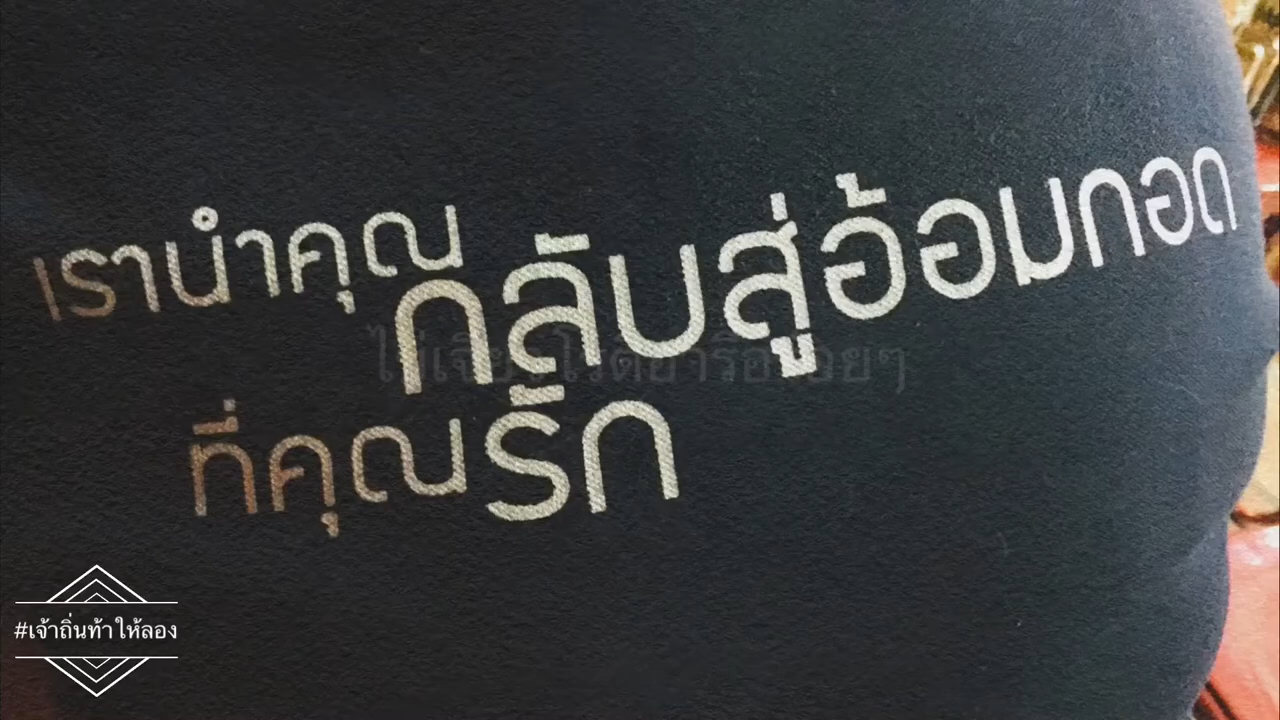 เรานำคุณ
กลับสู่อ้อมกอด
ที่คุณรัก
#เจ้าถิ่นท้าให้ลอง